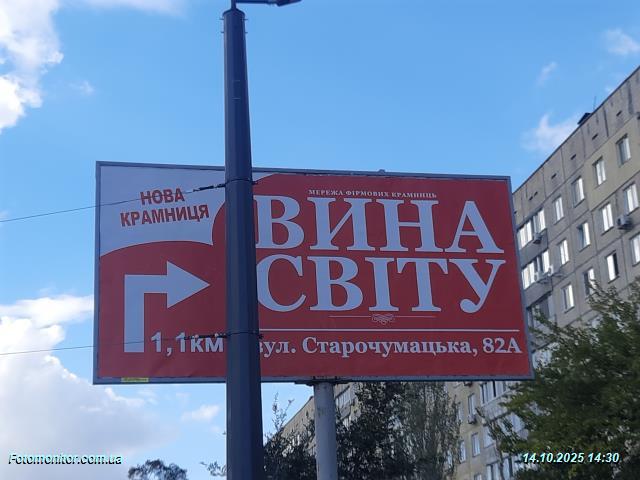 НОВА
КРАМНИЦЯ
МЕРЕЖА ФІРМОВИХ КРАМНИЦЬ
ВИНА
СВІТУ
1,1км вул. Старочумацька, 82А
Fotomonitor.com.ua
14.10.2025 14:30